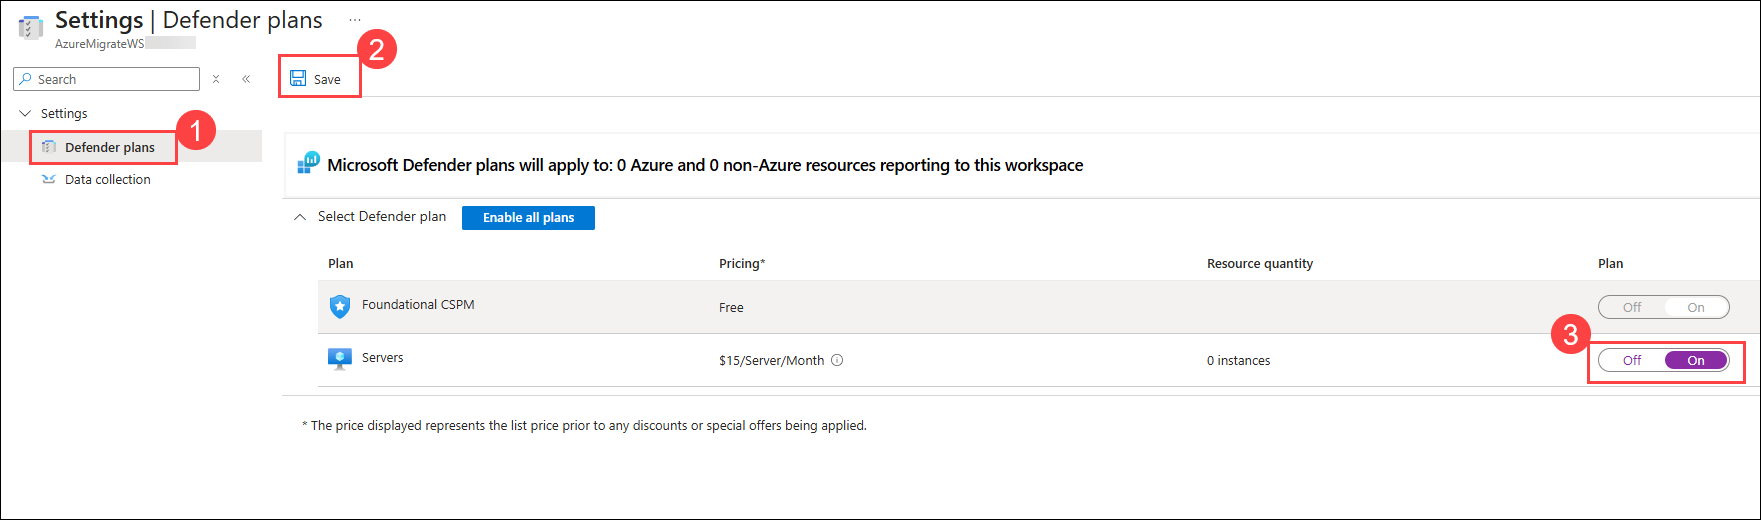 Settings | Defender plans ...
AzureMigrateWS
2
Search
Save
Settings
1
Defender plans
Data collection
Microsoft Defender plans will apply to: 0 Azure and 0 non-Azure resources reporting to this workspace
Select Defender plan Enable all plans
Plan Pricing* Resource quantity Plan
Foundational CSPM Free Off On
3
Servers $15/Server/Month 0 instances Off On
* The price displayed represents the list price prior to any discounts or special offers being applied.